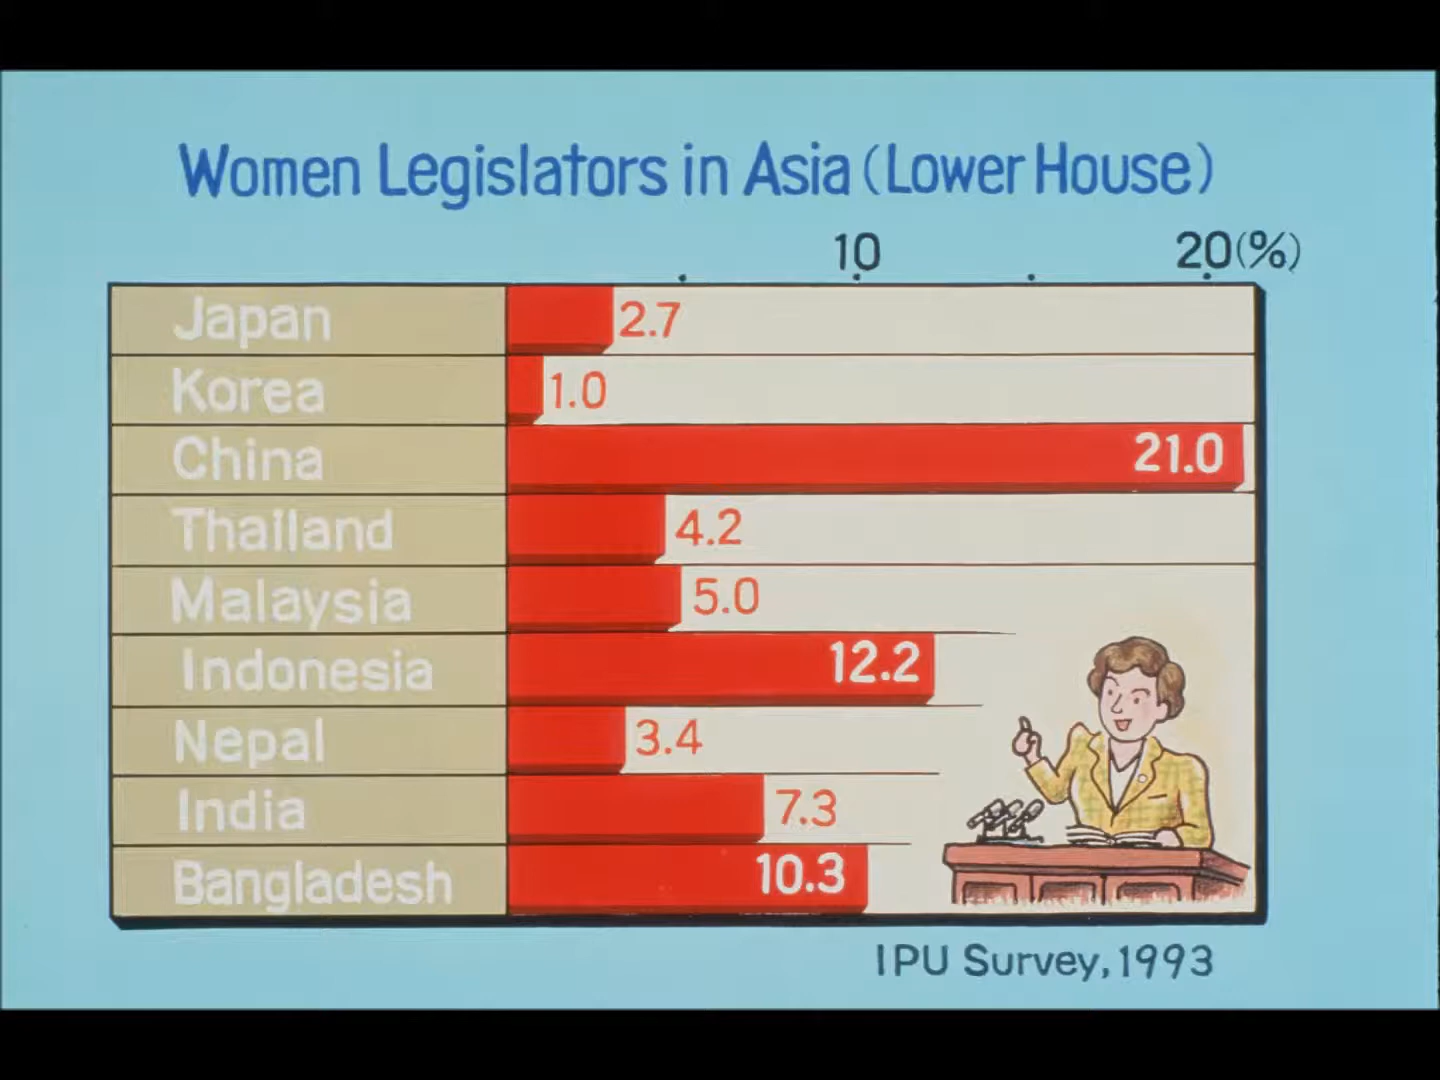 Women Legislators in Asia (Lower House)
10 20(%)
Japan 2.7
Korea 1.0
China 21.0
Thailand 4.2
Malaysia 5.0
Indonesia 12.2
Nepal 3.4
India 7.3
Bangladesh 10.3
IPU Survey, 1993